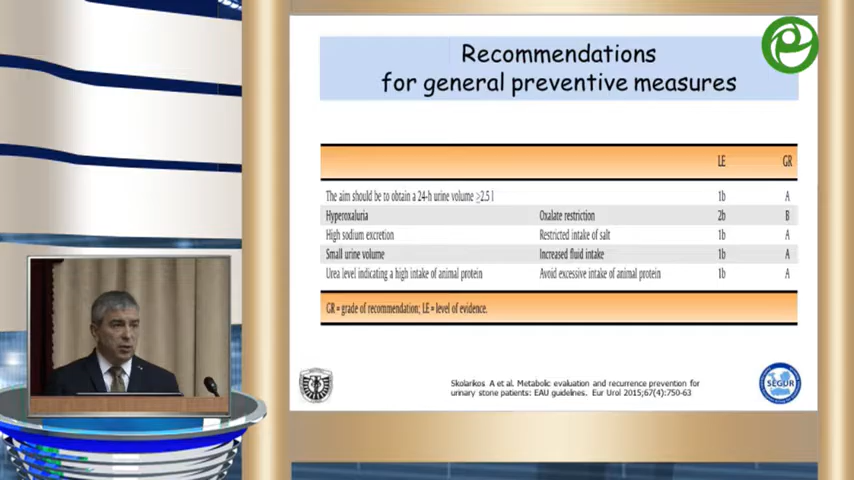 Recommendations
for general preventive measures
LE GR
The aim should be to obtain a 24-h urine volume ≥2.5 l 1b A
Hyperoxaluria Oxalate restriction 2b B
High sodium excretion Restricted intake of salt 1b A
Small urine volume Increased fluid intake 1b A
Urea level indicating a high intake of animal protein Avoid excessive intake of animal protein 1b A
GR = grade of recommendation; LE = level of evidence.
Skolarikos A et al. Metabolic evaluation and recurrence prevention for
urinary stone patients: EAU guidelines. Eur Urol 2015;67(4):750-63
SEGUR